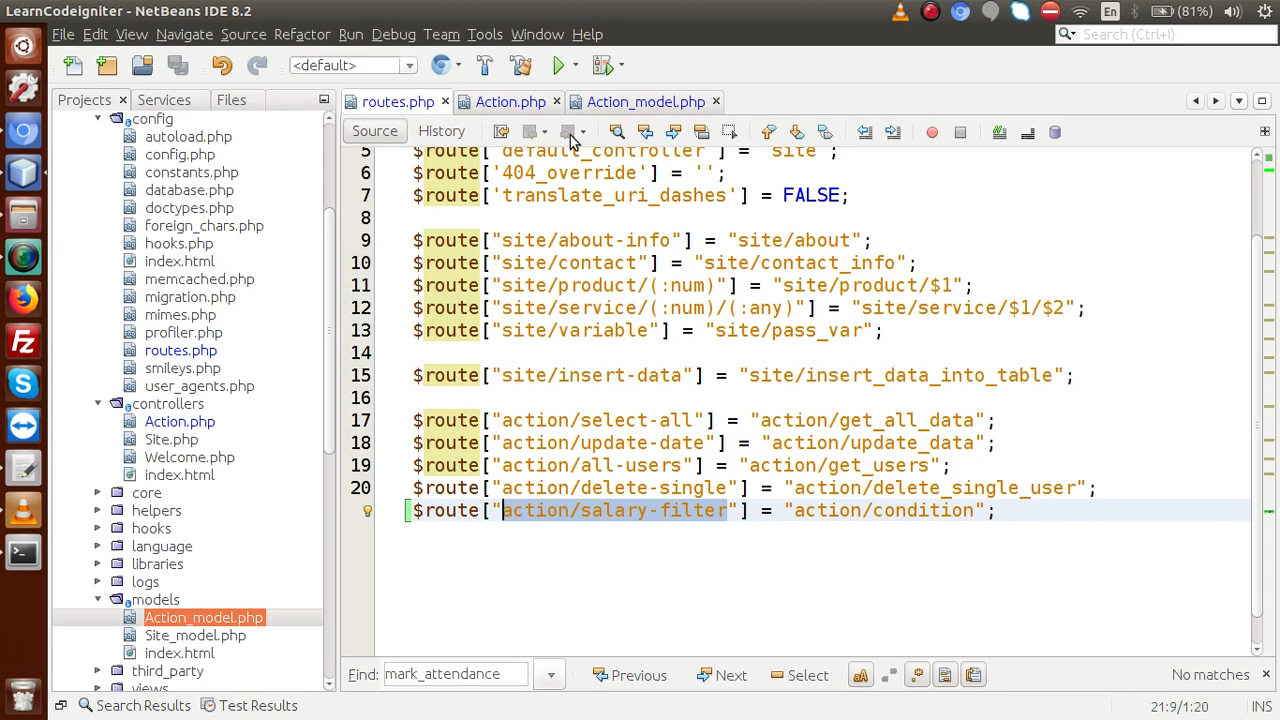 LearnCodeigniter - NetBeans IDE 8.2
En
(81%)
File Edit View Navigate Source Refactor Run Debug Team Tools Window Help
Search (Ctrl+I)
<default>
Projects Services Files
routes.php Action.php Action_model.php
Source History
config
autoload.php
config.php
constants.php
database.php
doctypes.php
foreign_chars.php
hooks.php
index.html
memcached.php
migration.php
mimes.php
profiler.php
routes.php
smileys.php
user_agents.php
controllers
Action.php
Site.php
Welcome.php
index.html
core
helpers
hooks
language
libraries
logs
models
Action_model.php
Site_model.php
index.html
third_party
views
5 $route['default_controller'] = 'site';
6 $route['404_override'] = '';
7 $route['translate_uri_dashes'] = FALSE;
8
9 $route["site/about-info"] = "site/about";
10 $route["site/contact"] = "site/contact_info";
11 $route["site/product/(:num)"] = "site/product/$1";
12 $route["site/service/(:num)/(:any)"] = "site/service/$1/$2";
13 $route["site/variable"] = "site/pass_var";
14
15 $route["site/insert-data"] = "site/insert_data_into_table";
16
17 $route["action/select-all"] = "action/get_all_data";
18 $route["action/update-date"] = "action/update_data";
19 $route["action/all-users"] = "action/get_users";
20 $route["action/delete-single"] = "action/delete_single_user";
$route["action/salary-filter"] = "action/condition";
Find: mark_attendance Previous Next Select aA No matches
Search Results Test Results
21:9/1:20 INS